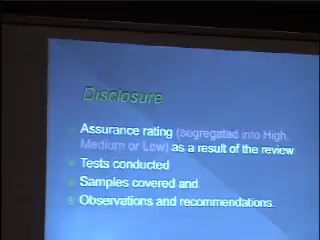 Disclosure
Assurance rating (segregated into High,
Medium or Low) as a result of the review
Tests conducted
Samples covered and
Observations and recommendations.